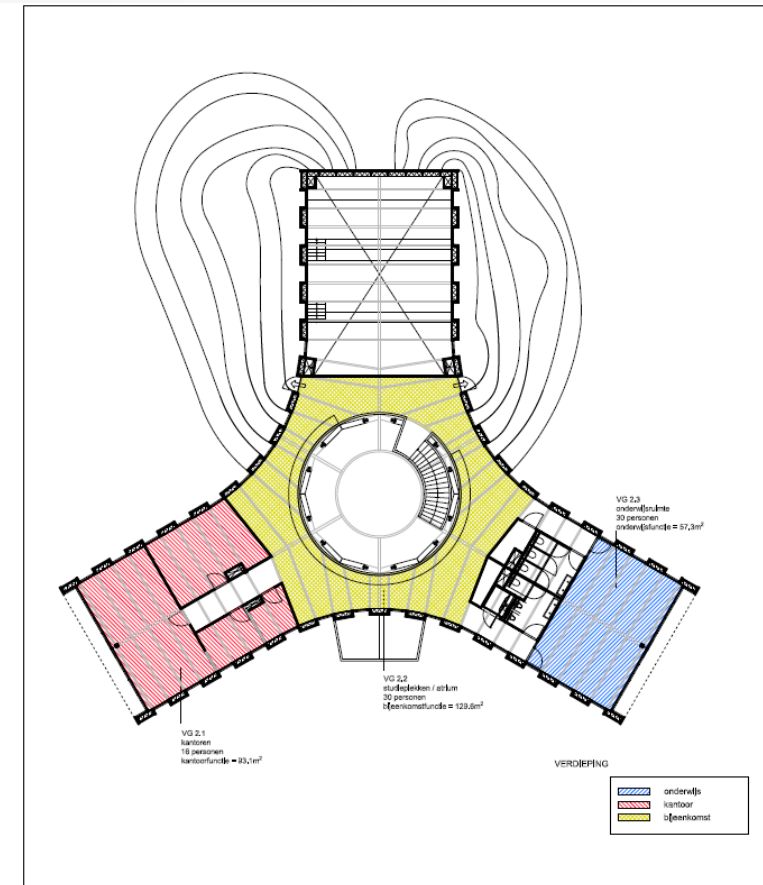 VG 2.3
onderwijsruimte
30 personen
onderwijsfunctie = 57,3m²
VG 2.2
studieplekken / atrium
30 personen
bijeenkomstfunctie = 129.6m²
VG 2.1
kantoren
16 personen
kantoorfunctie = 93,1m²
VERDIEPING
onderwijs
kantoor
bijeenkomst